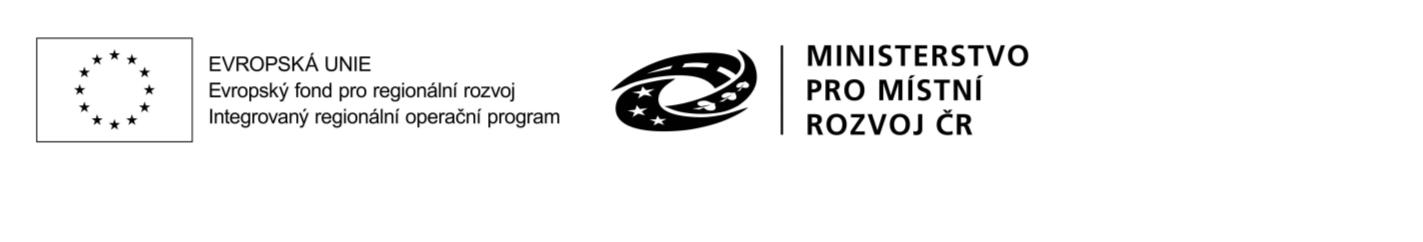 EVROPSKÁ UNIE
Evropský fond pro regionální rozvoj
Integrovaný regionální operační program
MINISTERSTVO
PRO MÍSTNÍ
ROZVOJ ČR